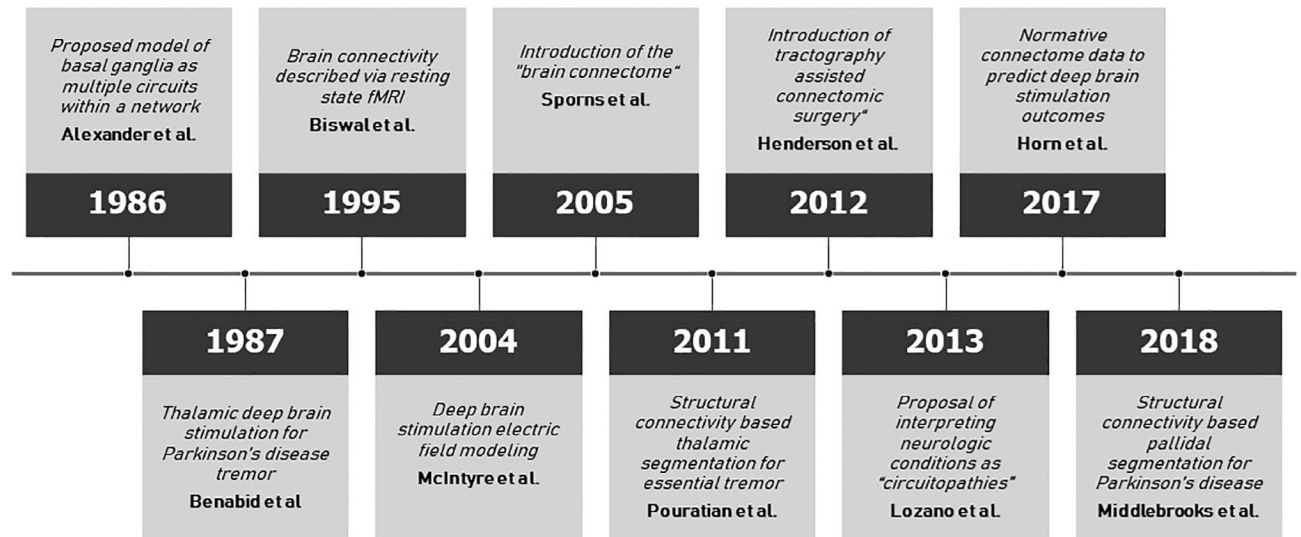 Proposed model of
basal ganglia as
multiple circuits
within a network
Alexander et al.
1986
Brain connectivity
described via resting
state fMRI
Biswal et al.
1995
Introduction of the
"brain connectome“
Sporns et al.
2005
Introduction of
tractography
assisted
connectomic
surgery“
Henderson et al.
2012
Normative
connectome data to
predict deep brain
stimulation
outcomes
Horn et al.
2017
1987
Thalamic deep brain
stimulation for
Parkinson's disease
tremor
Benabid et al
2004
Deep brain
stimulation electric
field modeling
McIntyre et al.
2011
Structural
connectivity based
thalamic
segmentation for
essential tremor
Pouratian et al.
2013
Proposal of
interpreting
neurologic
conditions as
“circuitopathies”
Lozano et al.
2018
Structural
connectivity based
pallidal
segmentation for
Parkinson's disease
Middlebrooks et al.